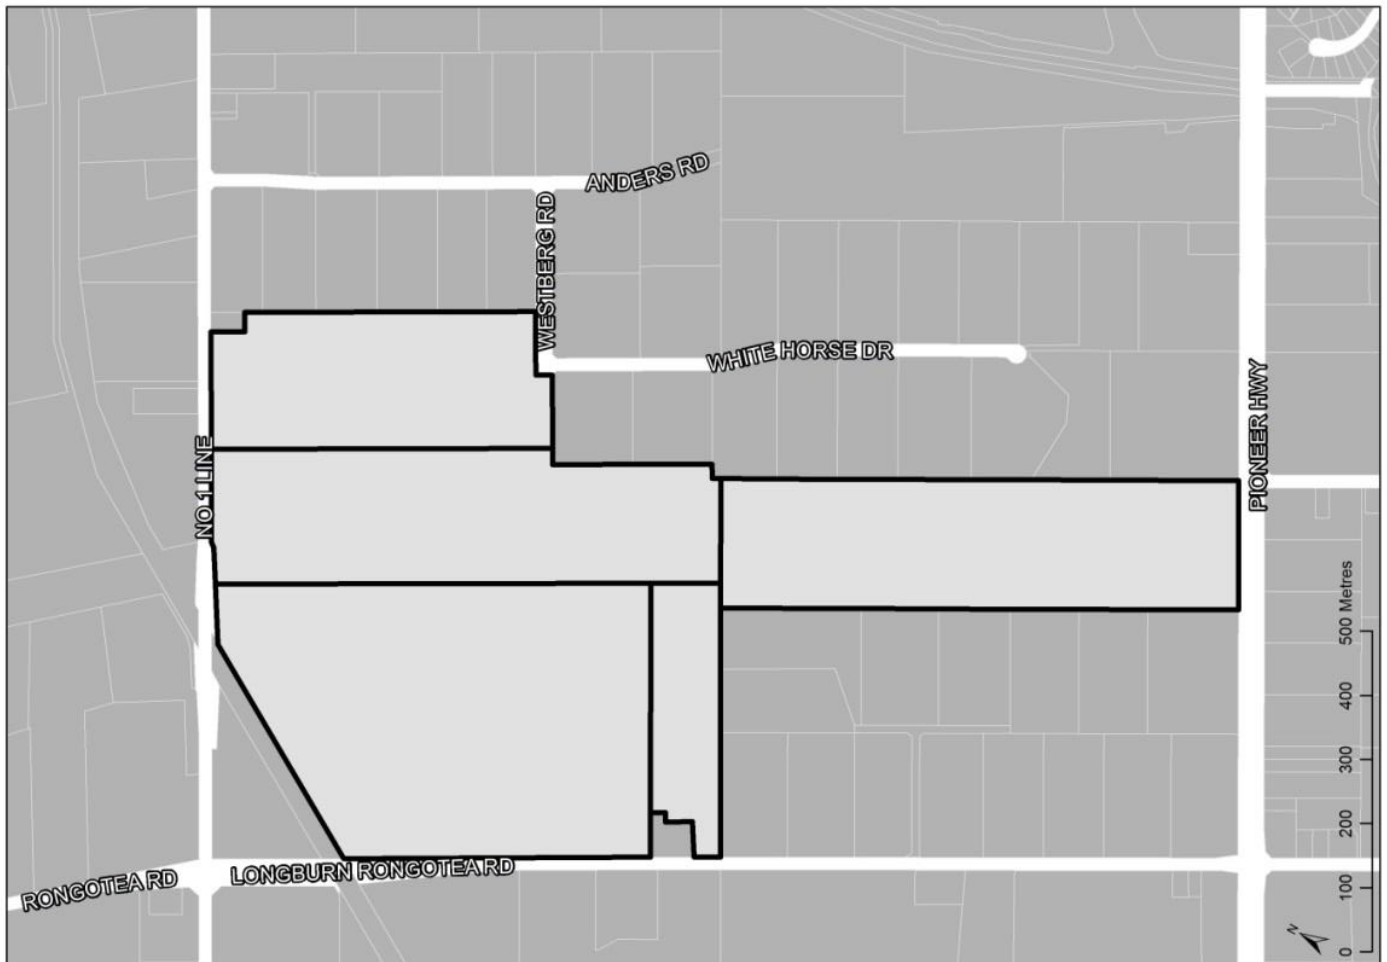 ANDERS RD
WESTBERG RD
WHITE HORSE DR
PIONEER HWY
NO 1 LINE
RONGOTEA RD
LONGBURN RONGOTEA RD
0 100 200 300 400 500 Metres
N